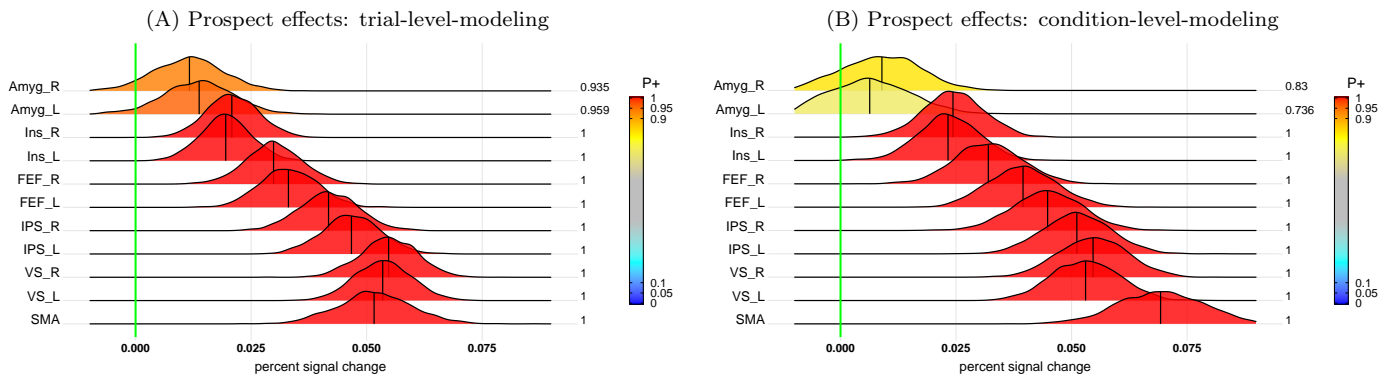 (A) Prospect effects: trial-level-modeling
Amyg_R 0.935
Amyg_L 0.959
Ins_R 1
Ins_L 1
FEF_R 1
FEF_L 1
IPS_R 1
IPS_L 1
VS_R 1
VS_L 1
SMA 1
0.000 0.025 0.050 0.075
percent signal change
P+
1
0.95
0.9
0.1
0.05
0
(B) Prospect effects: condition-level-modeling
Amyg_R 0.83
Amyg_L 0.736
Ins_R 1
Ins_L 1
FEF_R 1
FEF_L 1
IPS_R 1
IPS_L 1
VS_R 1
VS_L 1
SMA 1
0.000 0.025 0.050 0.075
percent signal change
P+
1
0.95
0.9
0.1
0.05
0